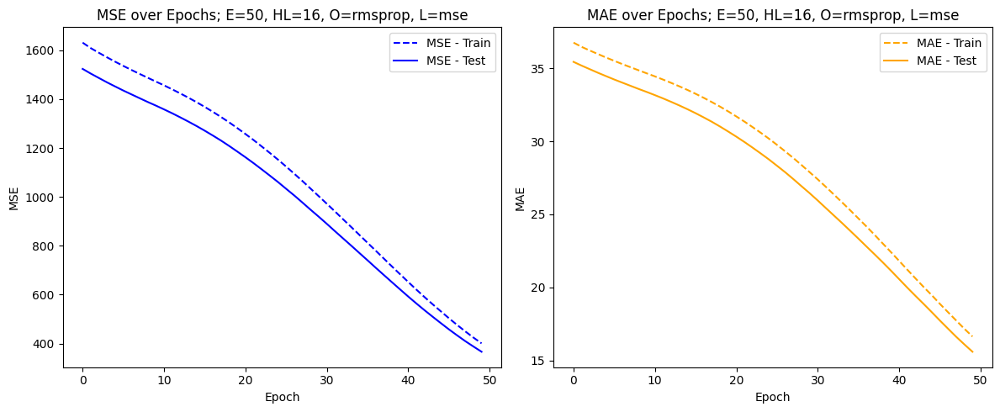 MSE over Epochs; E=50, HL=16, O=rmsprop, L=mse
MSE - Train
MSE - Test
1600
1400
1200
1000
800
600
400
MSE
0
10
20
30
40
50
Epoch
MAE over Epochs; E=50, HL=16, O=rmsprop, L=mse
MAE - Train
MAE - Test
35
30
25
20
15
MAE
0
10
20
30
40
50
Epoch